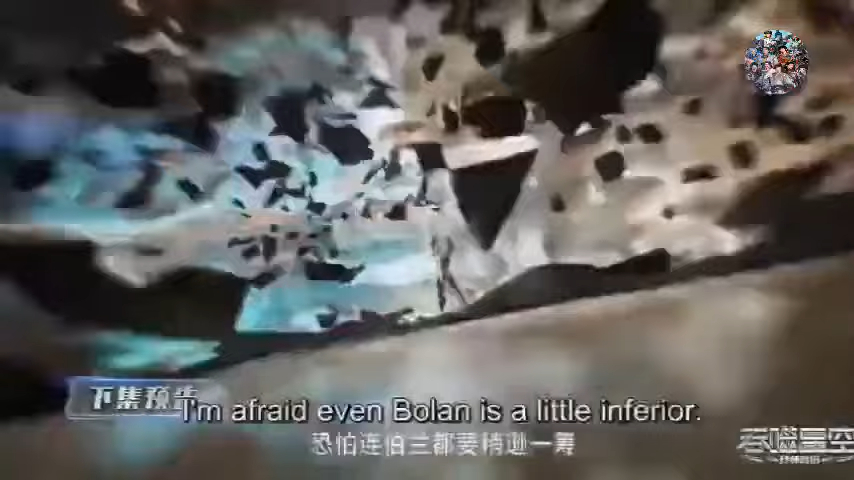 下集预告
I'm afraid even Bolan is a little inferior.
恐怕连伯兰都要稍逊一筹
吞噬星空